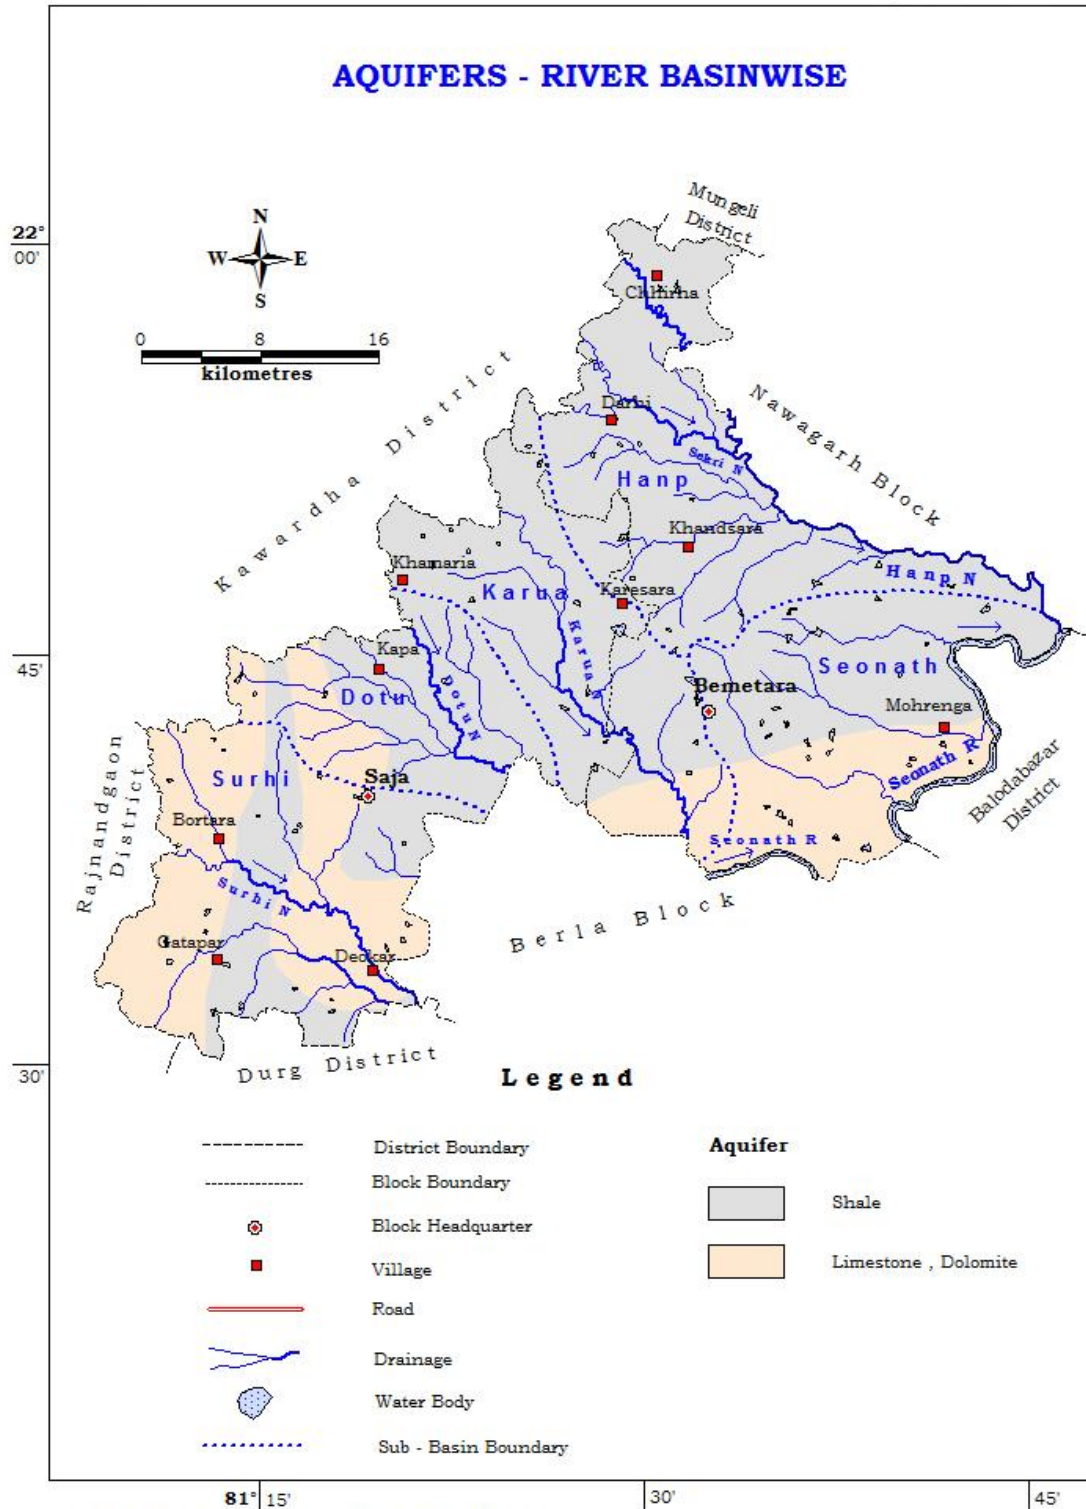 AQUIFERS - RIVER BASINWISE
Mungeli
District
22°
00'
N
W E
S
Chhirha
0 8 16
kilometres
Kawardha District
Darhi
Nawagarh Block
Sekri N
Hanp
Khandsara
Khamaria
Hanp N
Karua
Karesara
Karua N
45'
Kapa
Dotu
Dotu N
Seonath
Bemetara
Mohrenga
Rajnandgaon
District
Surhi
Saja
Seonath R
Balodabazar
District
Bortara
Seonath R
Surhi N
Gatapar
Deokar
Berla Block
Durg District
30'
Legend
District Boundary
Block Boundary
Block Headquarter
Village
Road
Drainage
Water Body
Sub - Basin Boundary
Aquifer
Shale
Limestone , Dolomite
81° 15' 30' 45'